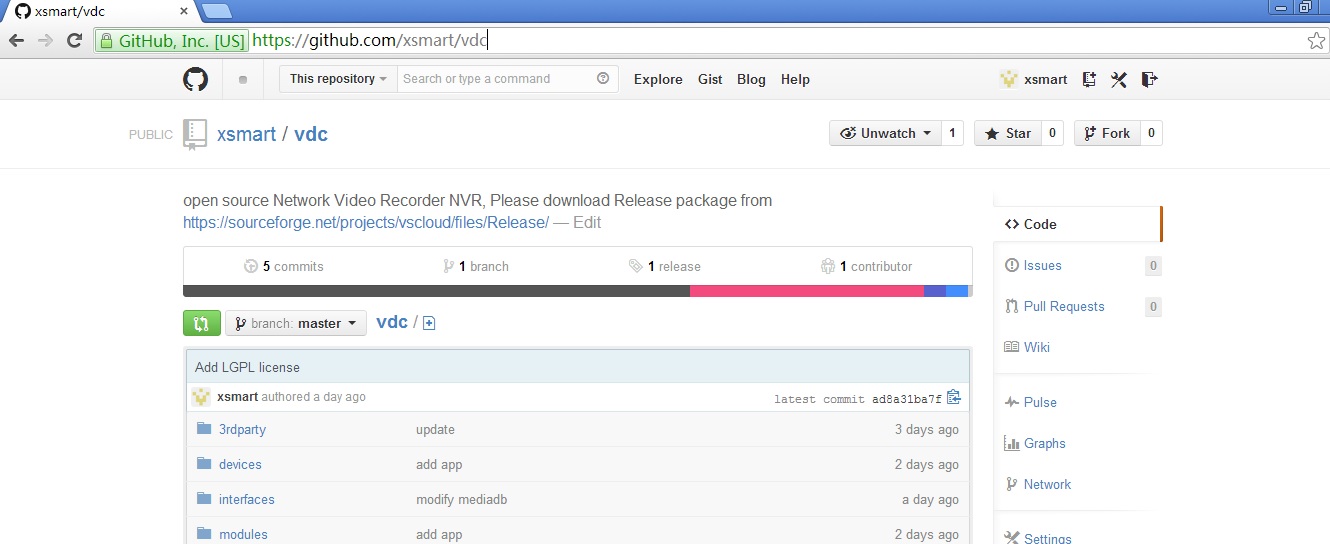 xsmart/vdc
GitHub, Inc. [US] https://github.com/xsmart/vdc
This repository Search or type a command Explore Gist Blog Help xsmart
PUBLIC xsmart / vdc Unwatch 1 Star 0 Fork 0
open source Network Video Recorder NVR, Please download Release package from
https://sourceforge.net/projects/vscloud/files/Release/ — Edit
5 commits 1 branch 1 release 1 contributor
branch: master vdc /
Add LGPL license
xsmart authored a day ago latest commit ad8a31ba7f
3rdparty update 3 days ago
devices add app 2 days ago
interfaces modify mediadb a day ago
modules add app 2 days ago
Code
Issues 0
Pull Requests 0
Wiki
Pulse
Graphs
Network
Settings